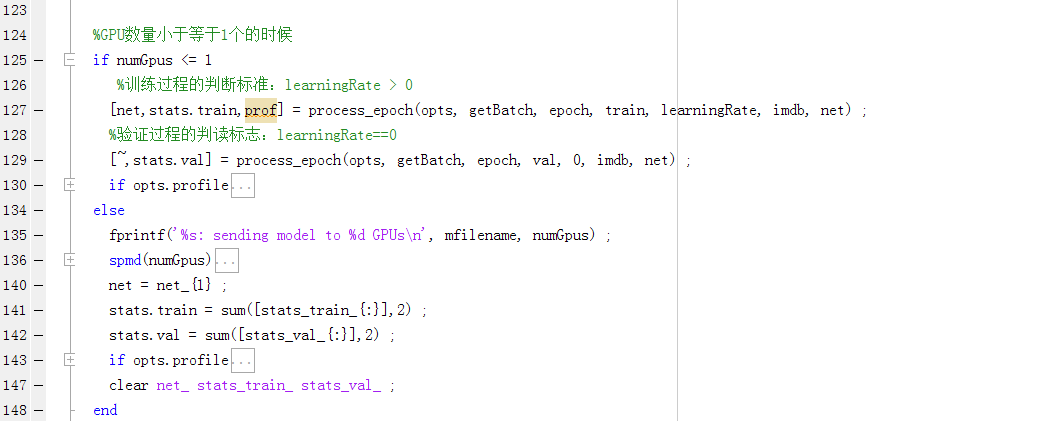 123
124 %GPU数量小于等于1个的时候
125 if numGpus <= 1
126 %训练过程的判断标准：learningRate > 0
127 [net,stats.train,prof] = process_epoch(opts, getBatch, epoch, train, learningRate, imdb, net) ;
128 %验证过程的判读标志：learningRate==0
129 [~,stats.val] = process_epoch(opts, getBatch, epoch, val, 0, imdb, net) ;
130 if opts.profile...
134 else
135 fprintf('%s: sending model to %d GPUs\n', mfilename, numGpus) ;
136 spmd(numGpus)...
140 net = net_{1} ;
141 stats.train = sum([stats_train_{:}],2) ;
142 stats.val = sum([stats_val_{:}],2) ;
143 if opts.profile...
147 clear net_ stats_train_ stats_val_ ;
148 end